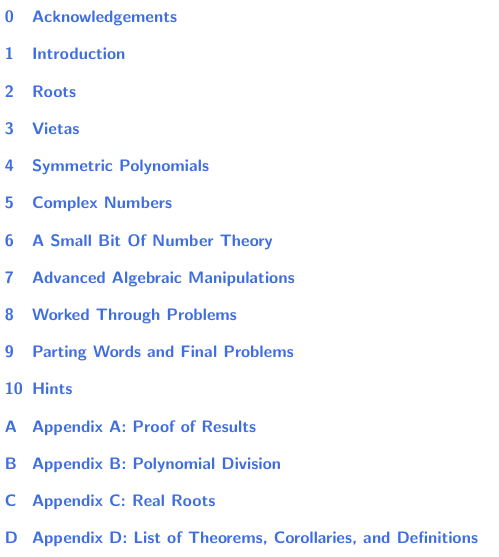 0 Acknowledgements
1 Introduction
2 Roots
3 Vietas
4 Symmetric Polynomials
5 Complex Numbers
6 A Small Bit Of Number Theory
7 Advanced Algebraic Manipulations
8 Worked Through Problems
9 Parting Words and Final Problems
10 Hints
A Appendix A: Proof of Results
B Appendix B: Polynomial Division
C Appendix C: Real Roots
D Appendix D: List of Theorems, Corollaries, and Definitions